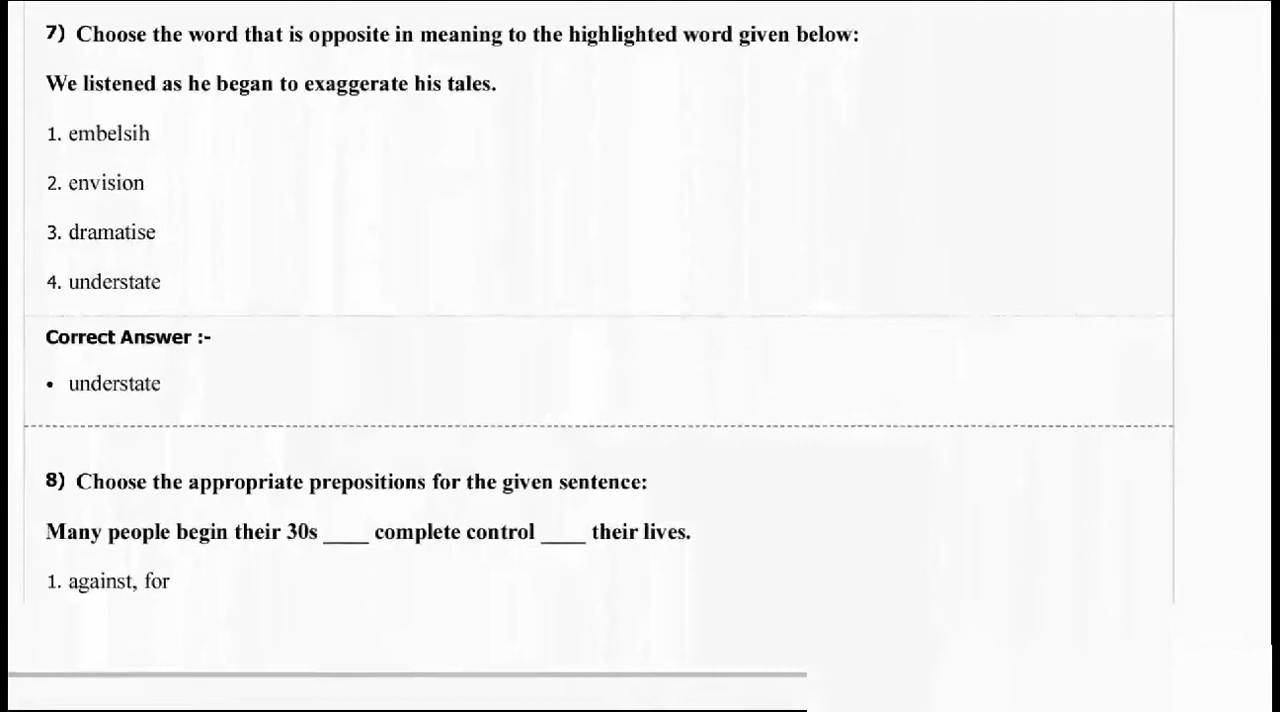 7) Choose the word that is opposite in meaning to the highlighted word given below:
We listened as he began to exaggerate his tales.
1. embelsih
2. envision
3. dramatise
4. understate
Correct Answer :-
• understate
8) Choose the appropriate prepositions for the given sentence:
Many people begin their 30s ____ complete control ____ their lives.
1. against, for